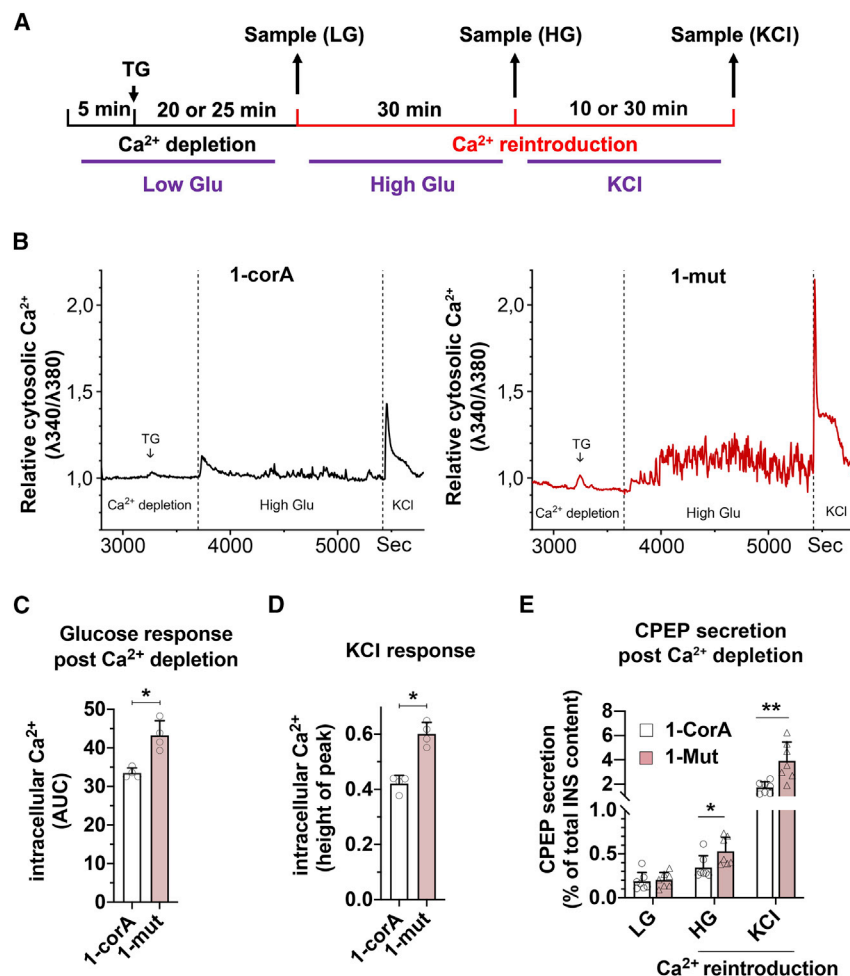 A
Sample (LG) Sample (HG) Sample (KCl)
TG
5 min 20 or 25 min 30 min 10 or 30 min
Ca²⁺ depletion Ca²⁺ reintroduction
Low Glu High Glu KCl
B
1-corA
Relative cytosolic Ca²⁺
(λ340/λ380)
2,0
1,5
1,0
TG
Ca²⁺ depletion High Glu KCl
3000 4000 5000 Sec
1-mut
Relative cytosolic Ca²⁺
(λ340/λ380)
2,0
1,5
1,0
TG
Ca²⁺ depletion High Glu KCl
3000 4000 5000 Sec
C
Glucose response
post Ca²⁺ depletion
intracellular Ca²⁺
(AUC)
50
40
30
20
10
0
*
1-corA
1-mut
D
KCl response
intracellular Ca²⁺
(height of peak)
0.6
0.4
0.2
0.0
*
1-corA
1-mut
E
CPEP secretion
post Ca²⁺ depletion
CPEP secretion
(% of total INS content)
8
6
4
2
1.0
0.5
0.0
1-CorA
1-Mut
*
**
LG
HG
KCl
Ca²⁺ reintroduction